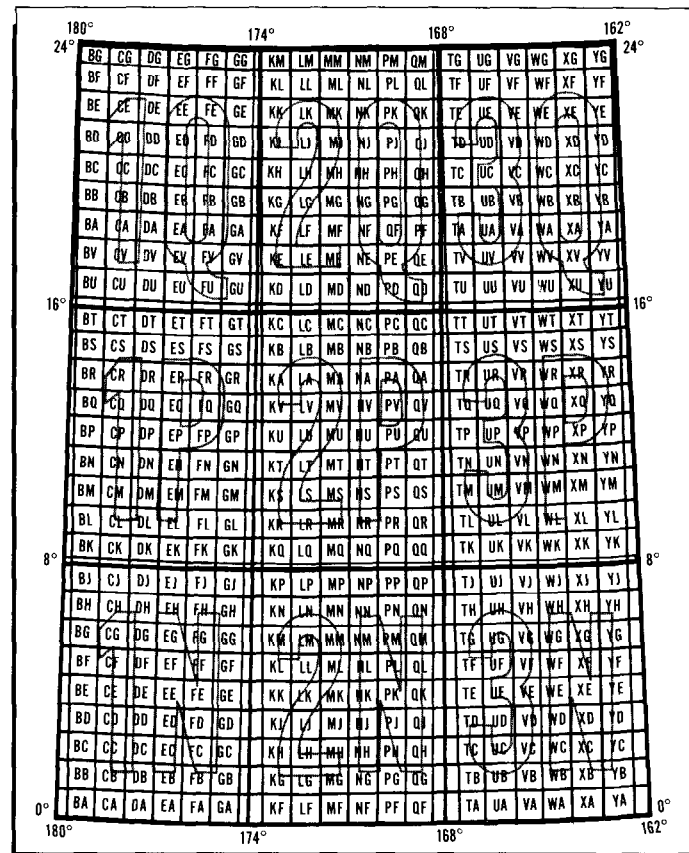 180° 174° 168° 162°
24° BG CG DG EG FG GG KM LM MM NM PM QM TG UG VG WG XG YG 24°
BF CF DF EF FF GF KL LL ML NL PL QL TF UF VF WF XF YF
BE CE DE EE FE GE KK LK MK NK PK QK TE UE VE WE XE YE
BD CD DD ED FD GD KJ LJ MJ NJ PJ QJ TD UD VD WD XD YD
BC CC DC EC FC GC KH LH MH NH PH QH TC UC VC WC XC YC
BB CB DB EB FB GB KG LG MG NG PG QG TB UB VB WB XB YB
BA CA DA EA FA GA KF LF MF NF QF PF TA UA VA WA XA YA
BV CV DV EV FV GV KE LE ME NE PE QE TV UV VV WV XV YV
BU CU DU EU FU GU KD LD MD ND PD QD TU UU VU WU XU YU
1Q 2Q 3Q
16° 16°
BT CT DT ET FT GT KC LC MC NC PC QC TT UT VT WT XT YT
BS CS DS ES FS GS KB LB MB NB PB QB TS US VS WS XS YS
BR CR DR ER FR GR KA LA MA NA PA QA TR UR VR WR XR YR
BQ CQ DQ EQ FQ GQ KV LV MV NV PV QV TQ UQ VQ WQ XQ YQ
BP CP DP EP FP GP KU LU MU NU PU QU TP UP VP WP XP YP
BN CN DN EN FN GN KT LT MT NT PT QT TN UN VN WN XN YN
BM CM DM EM FM GM KS LS MS NS PS QS TM UM VM WM XM YM
BL CL DL EL FL GL KR LR MR NR PR QR TL UL VL WL XL YL
BK CK DK EK FK GK KQ LQ MQ NQ PQ QQ TK UK VK WK XK YK
1P 2P 3P
8° 8°
BJ CJ DJ EJ FJ GJ KP LP MP NP PP QP TJ UJ VJ WJ XJ YJ
BH CH DH EH FH GH KN LN MN NN PN QN TH UH VH WH XH YH
BG CG DG EG FG GG KM LM MM NM PM QM TG UG VG WG XG YG
BF CF DF EF FF GF KL LL ML NL PL QL TF UF VF WF XF YF
BE CE DE EE FE GE KK LK MK NK PK QK TE UE VE WE XE YE
BD CD DD ED FD GD KJ LJ MJ NJ PJ QJ TD UD VD WD XD YD
BC CC DC EC FC GC KH LH MH NH PH QH TC UC VC WC XC YC
BB CB DB EB FB GB KG LG MG NG PG QG TB UB VB WB XB YB
0° BA CA DA EA FA GA KF LF MF NF PF QF TA UA VA WA XA YA 0°
1N 2N 3N
180° 174° 168° 162°